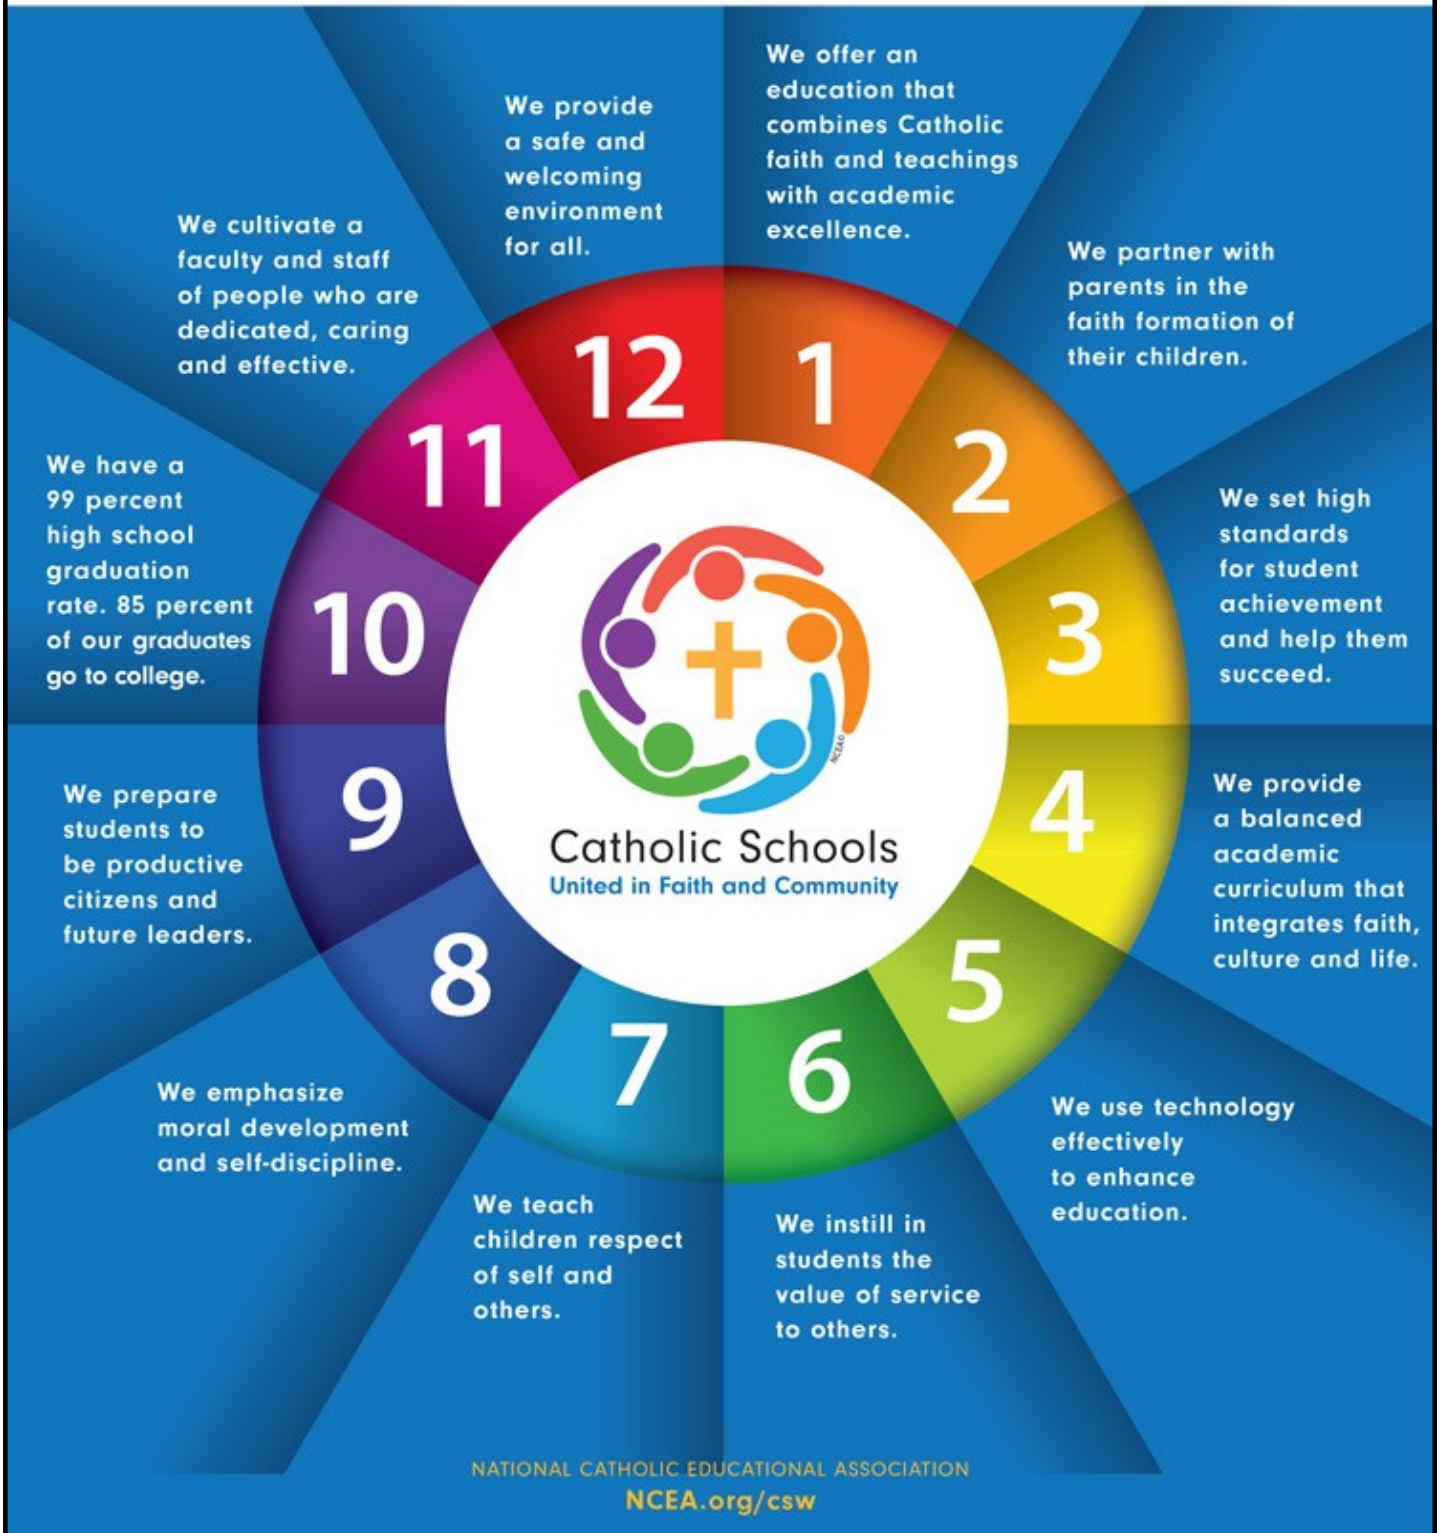 We offer an
education that
combines Catholic
faith and teachings
with academic
excellence.
We partner with
parents in the
faith formation of
their children.
We set high
standards
for student
achievement
and help them
succeed.
We provide
a balanced
academic
curriculum that
integrates faith,
culture and life.
We use technology
effectively
to enhance
education.
We instill in
students the
value of service
to others.
We teach
children respect
of self and
others.
We emphasize
moral development
and self-discipline.
We prepare
students to
be productive
citizens and
future leaders.
We have a
99 percent
high school
graduation
rate. 85 percent
of our graduates
go to college.
We cultivate a
faculty and staff
of people who are
dedicated, caring
and effective.
We provide
a safe and
welcoming
environment
for all.
1
2
3
4
5
6
7
8
9
10
11
12
NCEA©
Catholic Schools
United in Faith and Community
NATIONAL CATHOLIC EDUCATIONAL ASSOCIATION
NCEA.org/csw